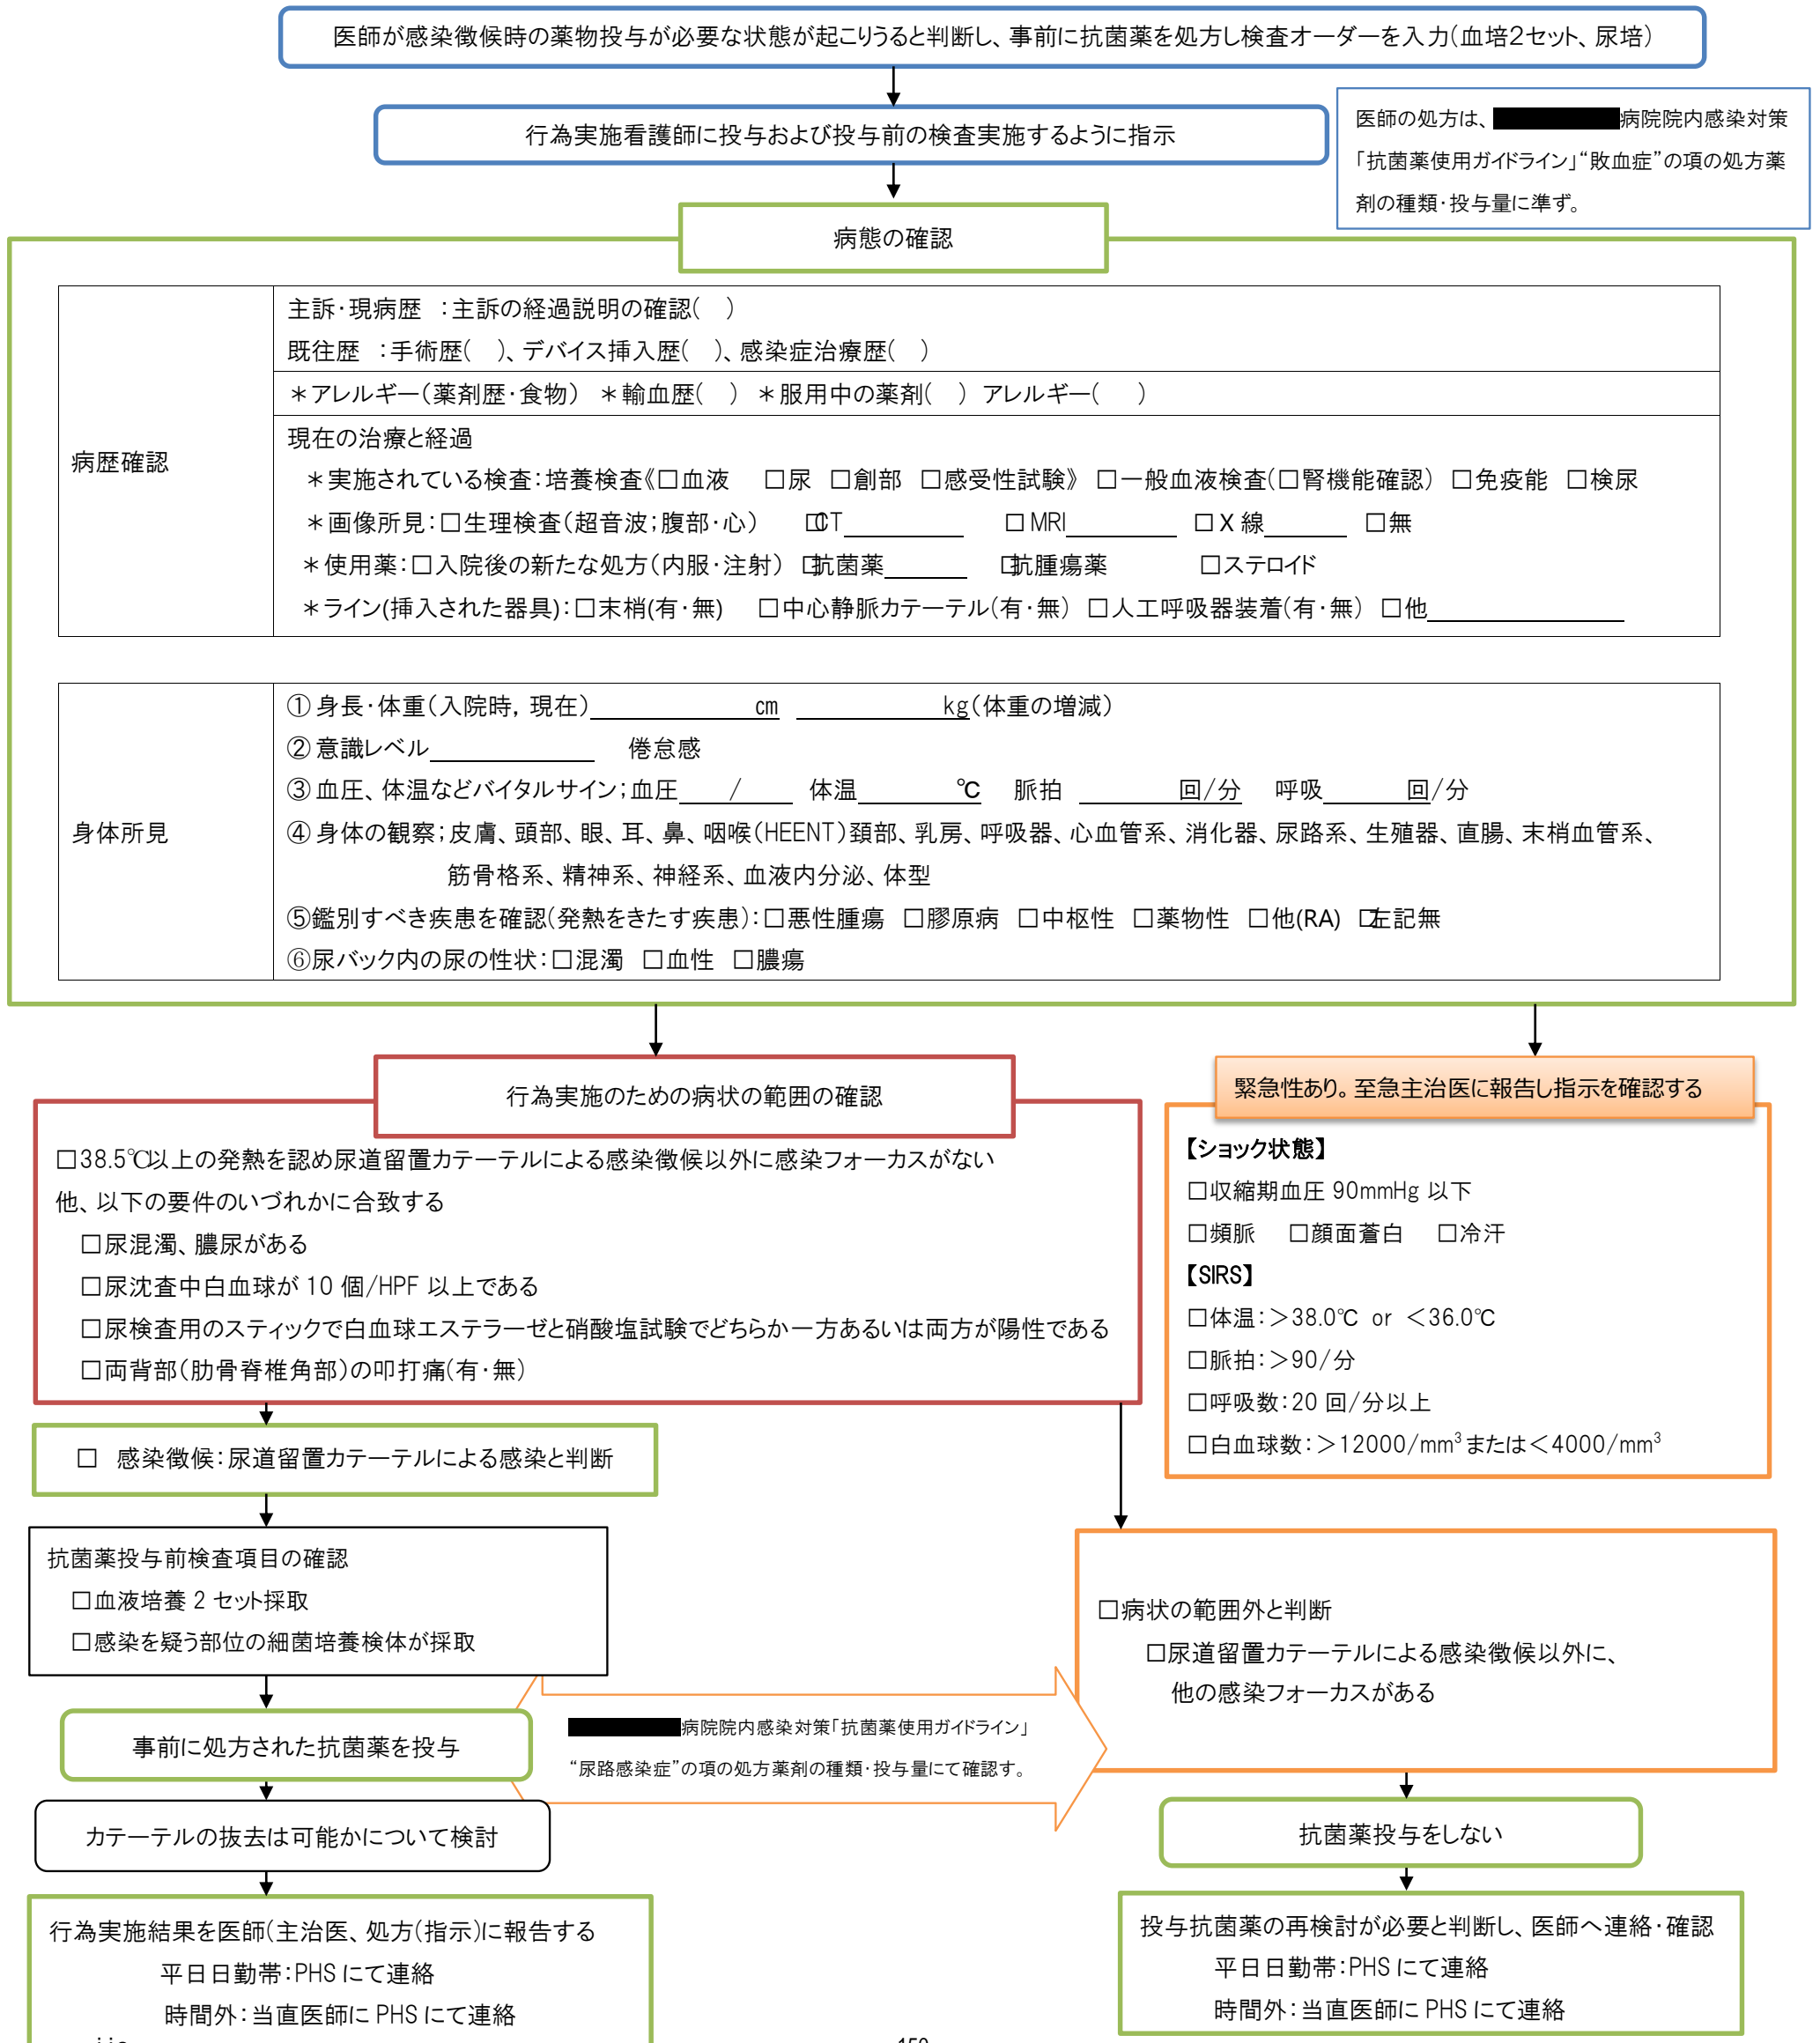 医師が感染徴候時の薬物投与が必要な状態が起こりうると判断し、事前に抗菌薬を処方し検査オーダーを入力(血培2セット、尿培)
行為実施看護師に投与および投与前の検査実施するように指示
医師の処方は、
病院院内感染対策
「抗菌薬使用ガイドライン」“敗血症”の項の処方薬
剤の種類・投与量に準ず。
病態の確認
病歴確認
主訴・現病歴 :主訴の経過説明の確認( )
既往歴 :手術歴( )、デバイス挿入歴( )、感染症治療歴( )
*アレルギー(薬剤歴・食物) *輸血歴( ) *服用中の薬剤( ) アレルギー( )
現在の治療と経過
*実施されている検査:培養検査《□血液 □尿 □創部 □感受性試験》 □一般血液検査(□腎機能確認) □免疫能 □検尿
*画像所見:□生理検査(超音波;腹部・心) □CT □MRI □X線 □無
*使用薬:□入院後の新たな処方(内服・注射) □抗菌薬 □抗腫瘍薬 □ステロイド
*ライン(挿入された器具):□末梢(有・無) □中心静脈カテーテル(有・無) □人工呼吸器装着(有・無) □他
身体所見
①身長・体重(入院時, 現在) cm kg(体重の増減)
②意識レベル 倦怠感
③血圧、体温などバイタルサイン;血圧 / 体温 ℃ 脈拍 回/分 呼吸 回/分
④身体の観察;皮膚、頭部、眼、耳、鼻、咽喉(HEENT)頚部、乳房、呼吸器、心血管系、消化器、尿路系、生殖器、直腸、末梢血管系、
筋骨格系、精神系、神経系、血液内分泌、体型
⑤鑑別すべき疾患を確認(発熱をきたす疾患):□悪性腫瘍 □膠原病 □中枢性 □薬物性 □他(RA) □左記無
⑥尿バック内の尿の性状:□混濁 □血性 □膿瘍
行為実施のための病状の範囲の確認
□38.5℃以上の発熱を認め尿道留置カテーテルによる感染徴候以外に感染フォーカスがない
他、以下の要件のいづれかに合致する
□尿混濁、膿尿がある
□尿沈査中白血球が 10 個/HPF 以上である
□尿検査用のスティックで白血球エステラーゼと硝酸塩試験でどちらか一方あるいは両方が陽性である
□両背部(肋骨脊椎角部)の叩打痛(有・無)
緊急性あり。至急主治医に報告し指示を確認する
【ショック状態】
□収縮期血圧 90mmHg 以下
□頻脈 □顔面蒼白 □冷汗
【SIRS】
□体温:>38.0℃ or <36.0℃
□脈拍:>90/分
□呼吸数:20 回/分以上
□白血球数:>12000/mm³または<4000/mm³
□ 感染徴候:尿道留置カテーテルによる感染と判断
抗菌薬投与前検査項目の確認
□血液培養 2 セット採取
□感染を疑う部位の細菌培養検体が採取
□病状の範囲外と判断
□尿道留置カテーテルによる感染徴候以外に、
他の感染フォーカスがある
事前に処方された抗菌薬を投与
病院院内感染対策「抗菌薬使用ガイドライン」
“尿路感染症”の項の処方薬剤の種類・投与量にて確認す。
カテーテルの抜去は可能かについて検討
抗菌薬投与をしない
行為実施結果を医師(主治医、処方(指示)に報告する
平日日勤帯:PHS にて連絡
時間外:当直医師に PHS にて連絡
投与抗菌薬の再検討が必要と判断し、医師へ連絡・確認
平日日勤帯:PHS にて連絡
時間外:当直医師に PHS にて連絡